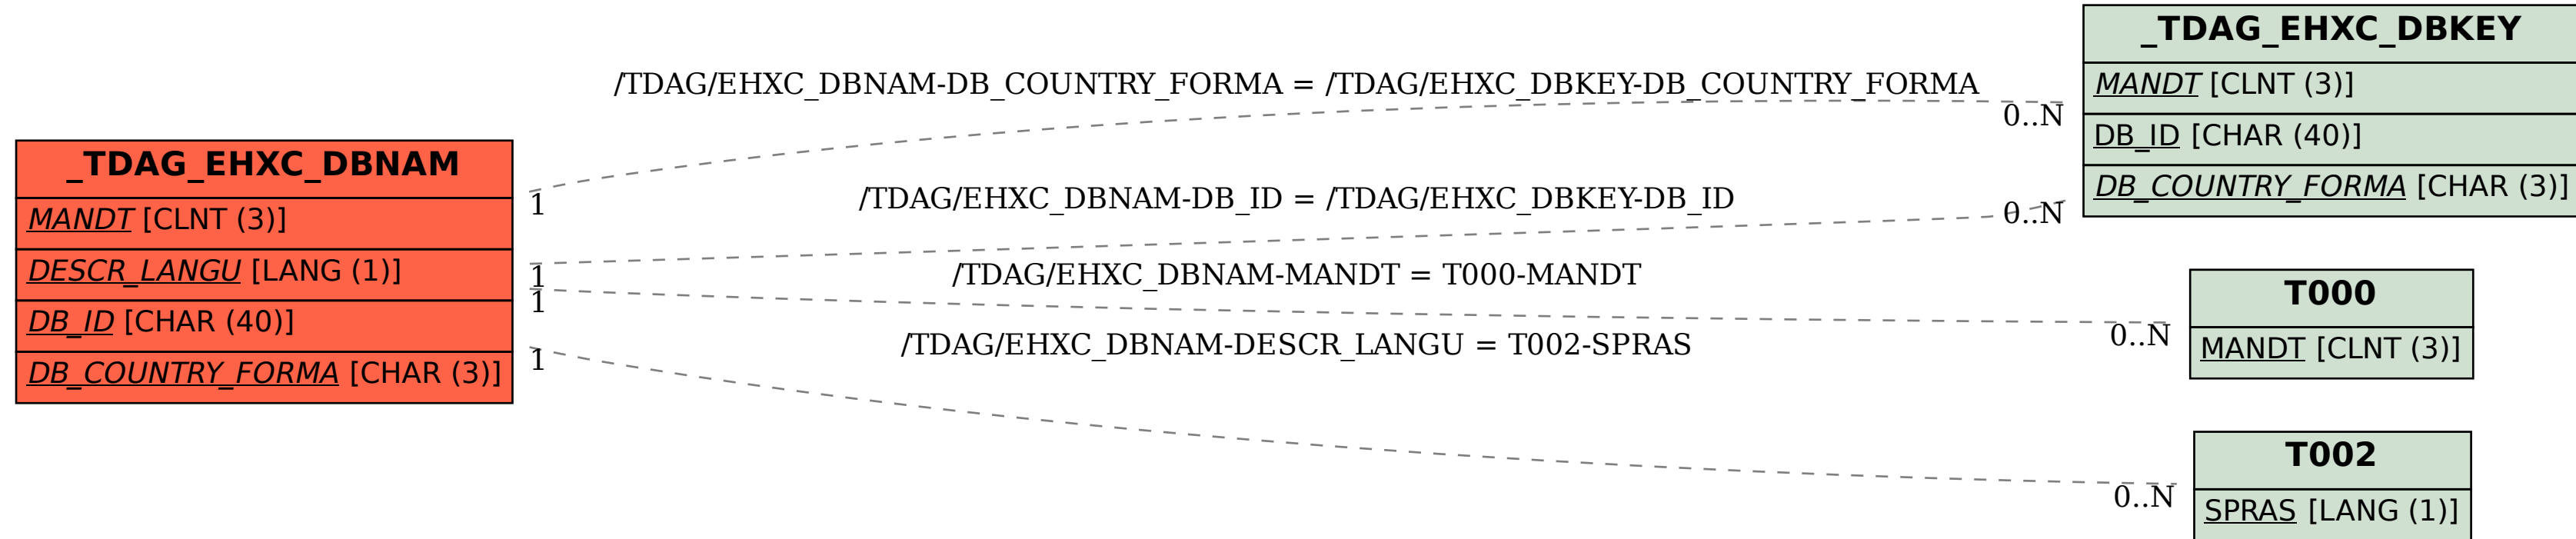 _TDAG_EHXC_DBNAM
MANDT [CLNT (3)]
DESCR_LANGU [LANG (1)]
DB_ID [CHAR (40)]
DB_COUNTRY_FORMA [CHAR (3)]
/TDAG/EHXC_DBNAM-DB_COUNTRY_FORMA = /TDAG/EHXC_DBKEY-DB_COUNTRY_FORMA
1
0..N
/TDAG/EHXC_DBNAM-DB_ID = /TDAG/EHXC_DBKEY-DB_ID
1
0..N
/TDAG/EHXC_DBNAM-MANDT = T000-MANDT
1
0..N
/TDAG/EHXC_DBNAM-DESCR_LANGU = T002-SPRAS
1
0..N
_TDAG_EHXC_DBKEY
MANDT [CLNT (3)]
DB_ID [CHAR (40)]
DB_COUNTRY_FORMA [CHAR (3)]
T000
MANDT [CLNT (3)]
T002
SPRAS [LANG (1)]